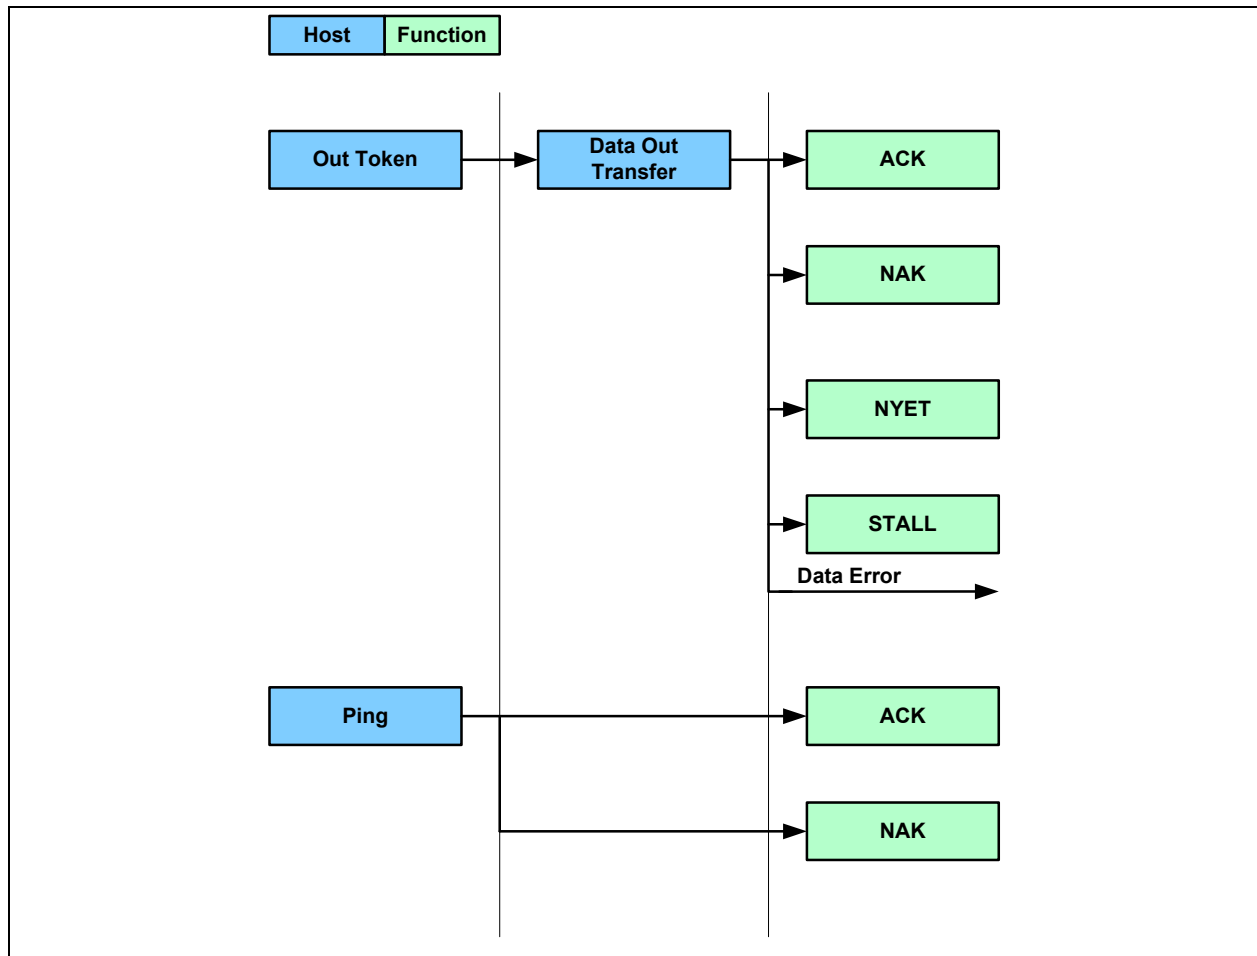 Host Function
Out Token
Data Out
Transfer
ACK
NAK
NYET
STALL
Data Error
Ping
ACK
NAK